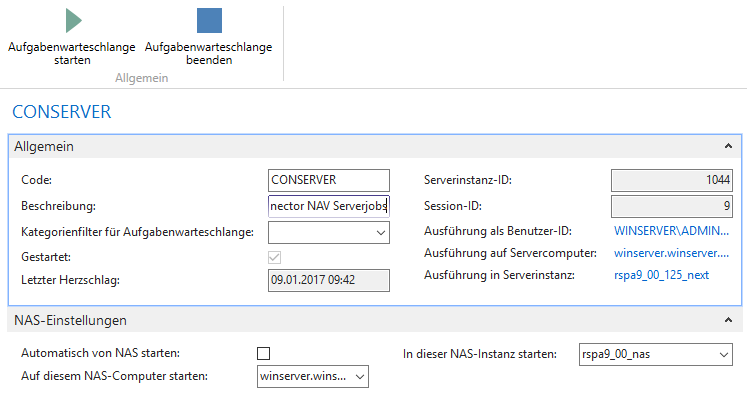 Aufgabenwarteschlange starten
Aufgabenwarteschlange beenden
Allgemein
CONSERVER
Allgemein
Code: CONSERVER
Beschreibung: nector NAV Serverjobs
Kategorienfilter für Aufgabenwarteschlange:
Gestartet:
Letzter Herzschlag: 09.01.2017 09:42
Serverinstanz-ID: 1044
Session-ID: 9
Ausführung als Benutzer-ID: WINSERVER\ADMIN...
Ausführung auf Servercomputer: winserver.winserver....
Ausführung in Serverinstanz: rspa9_00_125_next
NAS-Einstellungen
Automatisch von NAS starten:
Auf diesem NAS-Computer starten: winserver.wins...
In dieser NAS-Instanz starten: rspa9_00_nas